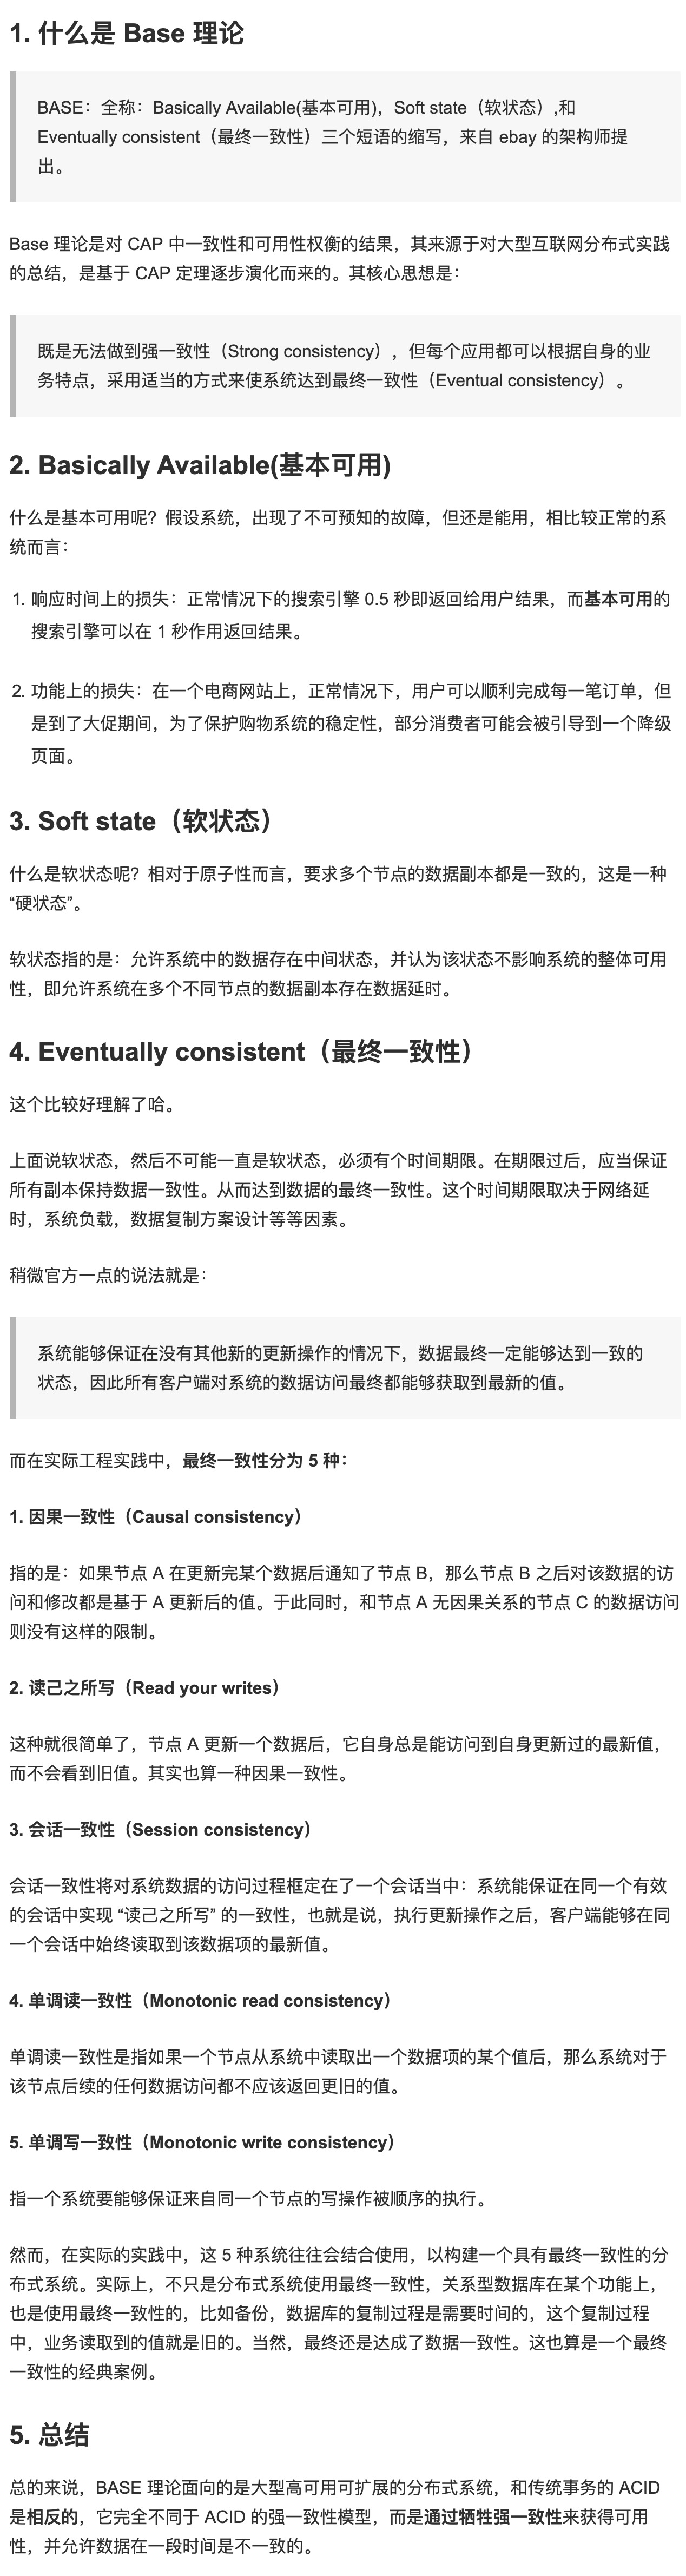 1. 什么是 Base 理论
BASE：全称：Basically Available(基本可用)，Soft state（软状态）,和
Eventually consistent（最终一致性）三个短语的缩写，来自 ebay 的架构师提
出。
Base 理论是对 CAP 中一致性和可用性权衡的结果，其来源于对大型互联网分布式实践
的总结，是基于 CAP 定理逐步演化而来的。其核心思想是：
既是无法做到强一致性（Strong consistency），但每个应用都可以根据自身的业
务特点，采用适当的方式来使系统达到最终一致性（Eventual consistency）。
2. Basically Available(基本可用)
什么是基本可用呢？假设系统，出现了不可预知的故障，但还是能用，相比较正常的系
统而言：
1. 响应时间上的损失：正常情况下的搜索引擎 0.5 秒即返回给用户结果，而基本可用的
搜索引擎可以在 1 秒作用返回结果。
2. 功能上的损失：在一个电商网站上，正常情况下，用户可以顺利完成每一笔订单，但
是到了大促期间，为了保护购物系统的稳定性，部分消费者可能会被引导到一个降级
页面。
3. Soft state（软状态）
什么是软状态呢？相对于原子性而言，要求多个节点的数据副本都是一致的，这是一种
“硬状态”。
软状态指的是：允许系统中的数据存在中间状态，并认为该状态不影响系统的整体可用
性，即允许系统在多个不同节点的数据副本存在数据延时。
4. Eventually consistent（最终一致性）
这个比较好理解了哈。
上面说软状态，然后不可能一直是软状态，必须有个时间期限。在期限过后，应当保证
所有副本保持数据一致性。从而达到数据的最终一致性。这个时间期限取决于网络延
时，系统负载，数据复制方案设计等等因素。
稍微官方一点的说法就是：
系统能够保证在没有其他新的更新操作的情况下，数据最终一定能够达到一致的
状态，因此所有客户端对系统的数据访问最终都能够获取到最新的值。
而在实际工程实践中，最终一致性分为 5 种：
1. 因果一致性（Causal consistency）
指的是：如果节点 A 在更新完某个数据后通知了节点 B，那么节点 B 之后对该数据的访
问和修改都是基于 A 更新后的值。于此同时，和节点 A 无因果关系的节点 C 的数据访问
则没有这样的限制。
2. 读己之所写（Read your writes）
这种就很简单了，节点 A 更新一个数据后，它自身总是能访问到自身更新过的最新值，
而不会看到旧值。其实也算一种因果一致性。
3. 会话一致性（Session consistency）
会话一致性将对系统数据的访问过程框定在了一个会话当中：系统能保证在同一个有效
的会话中实现 “读己之所写” 的一致性，也就是说，执行更新操作之后，客户端能够在同
一个会话中始终读取到该数据项的最新值。
4. 单调读一致性（Monotonic read consistency）
单调读一致性是指如果一个节点从系统中读取出一个数据项的某个值后，那么系统对于
该节点后续的任何数据访问都不应该返回更旧的值。
5. 单调写一致性（Monotonic write consistency）
指一个系统要能够保证来自同一个节点的写操作被顺序的执行。
然而，在实际的实践中，这 5 种系统往往会结合使用，以构建一个具有最终一致性的分
布式系统。实际上，不只是分布式系统使用最终一致性，关系型数据库在某个功能上，
也是使用最终一致性的，比如备份，数据库的复制过程是需要时间的，这个复制过程
中，业务读取到的值就是旧的。当然，最终还是达成了数据一致性。这也算是一个最终
一致性的经典案例。
5. 总结
总的来说，BASE 理论面向的是大型高可用可扩展的分布式系统，和传统事务的 ACID
是相反的，它完全不同于 ACID 的强一致性模型，而是通过牺牲强一致性来获得可用
性，并允许数据在一段时间是不一致的。